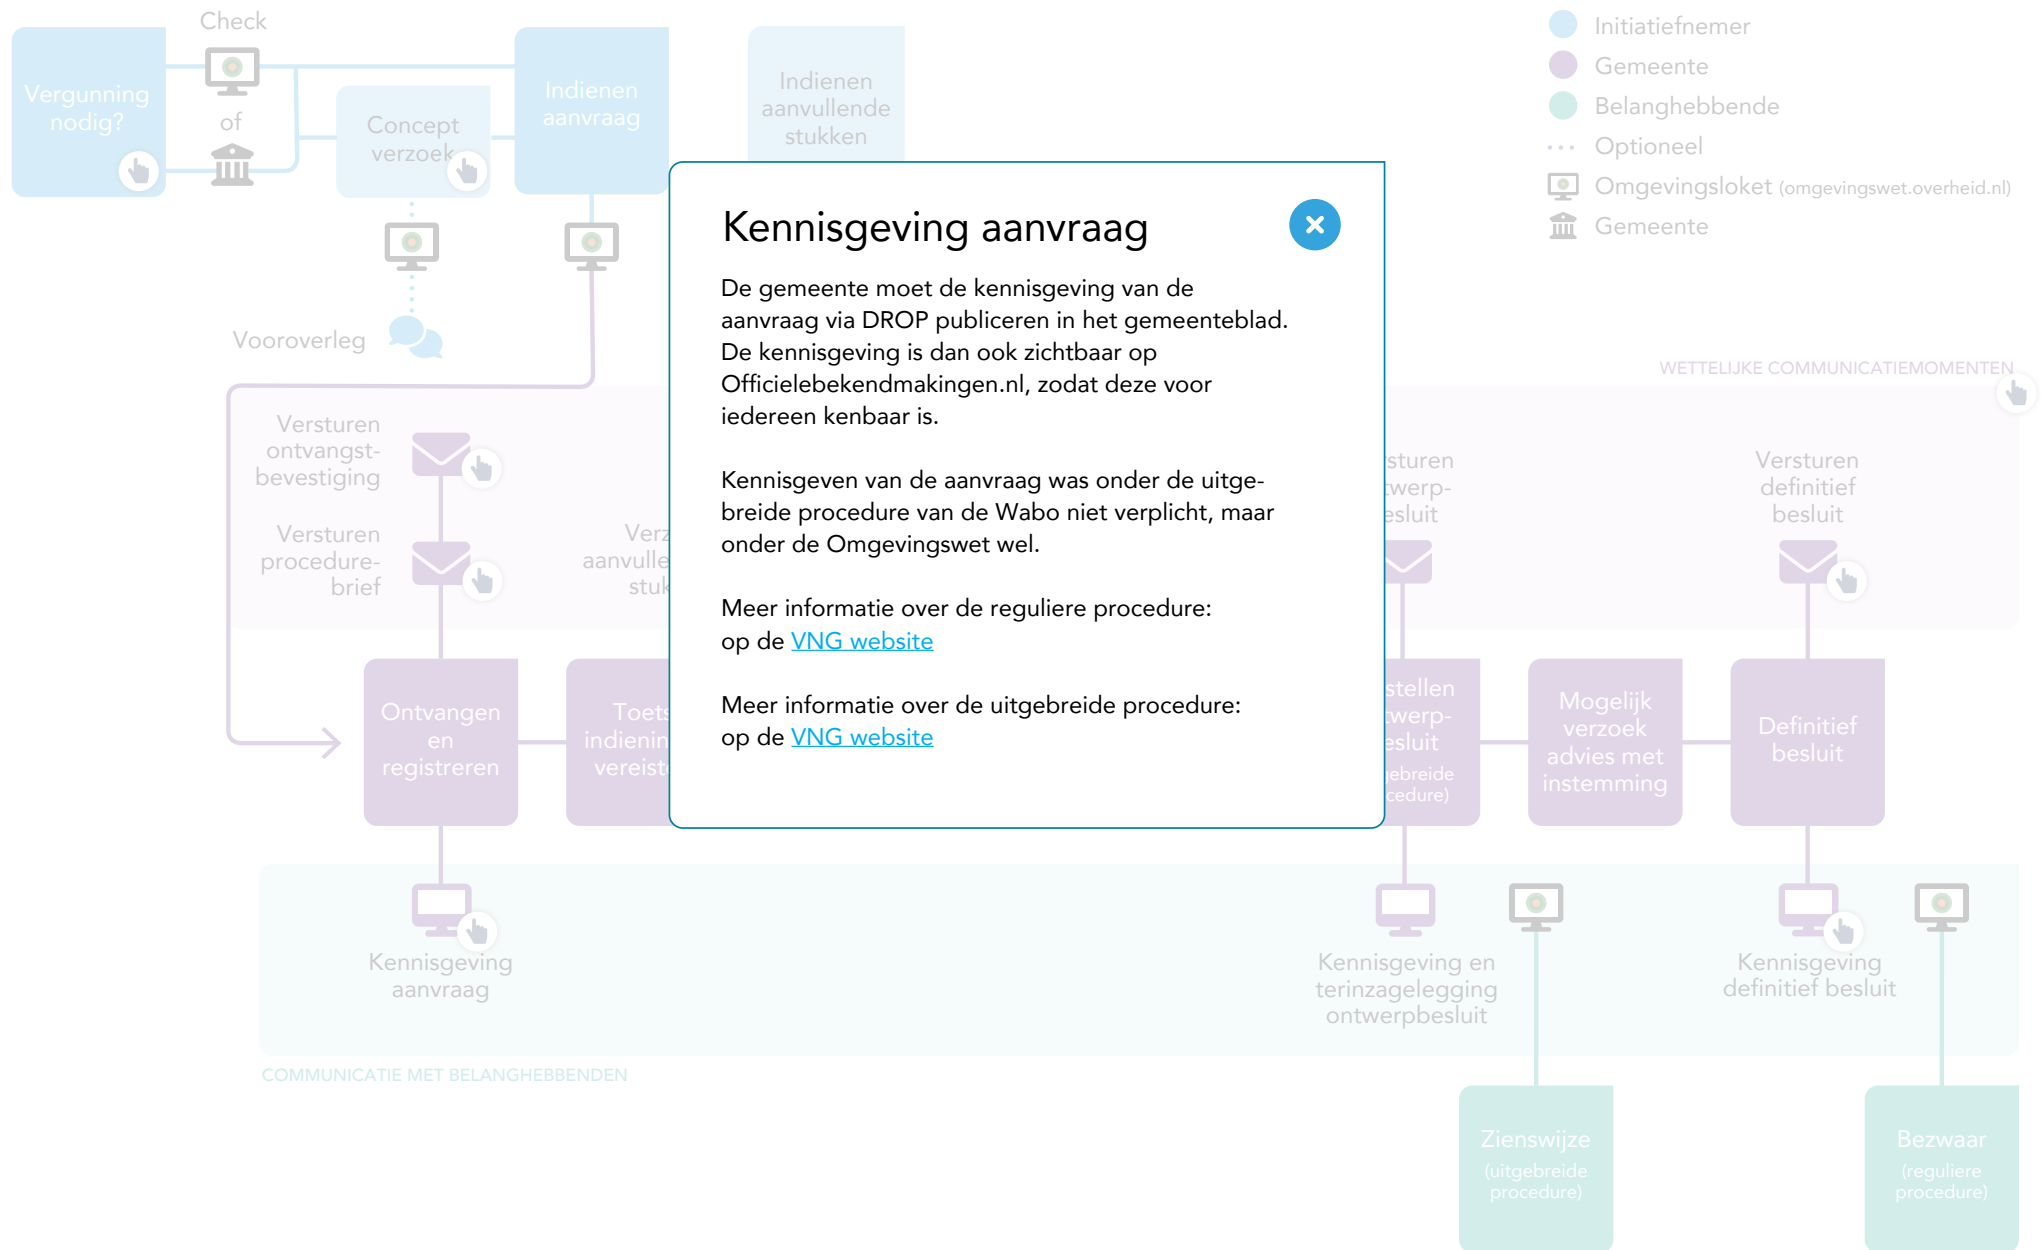 Check
Vergunning
nodig?
of
Concept
verzoek
Indienen
aanvraag
Indienen
aanvullende
stukken
Initiatiefnemer
Gemeente
Belanghebbende
Optioneel
Omgevingsloket (omgevingswet.overheid.nl)
Gemeente
Vooroverleg
Kennisgeving aanvraag
De gemeente moet de kennisgeving van de
aanvraag via DROP publiceren in het gemeenteblad.
De kennisgeving is dan ook zichtbaar op
Officielebekendmakingen.nl, zodat deze voor
iedereen kenbaar is.
Kennisgeven van de aanvraag was onder de uitge-
breide procedure van de Wabo niet verplicht, maar
onder de Omgevingswet wel.
Meer informatie over de reguliere procedure:
op de VNG website
Meer informatie over de uitgebreide procedure:
op de VNG website
WETTELIJKE COMMUNICATIEMOMENTEN
Versturen
ontvangst-
bevestiging
Versturen
procedure-
brief
Versturen
definitief
besluit
Ontvangen
en
registreren
Mogelijk
verzoek
advies met
instemming
Definitief
besluit
Kennisgeving
aanvraag
Kennisgeving en
terinzagelegging
ontwerpbesluit
Kennisgeving
definitief besluit
COMMUNICATIE MET BELANGHEBBENDEN
Zienswijze
(uitgebreide
procedure)
Bezwaar
(reguliere
procedure)